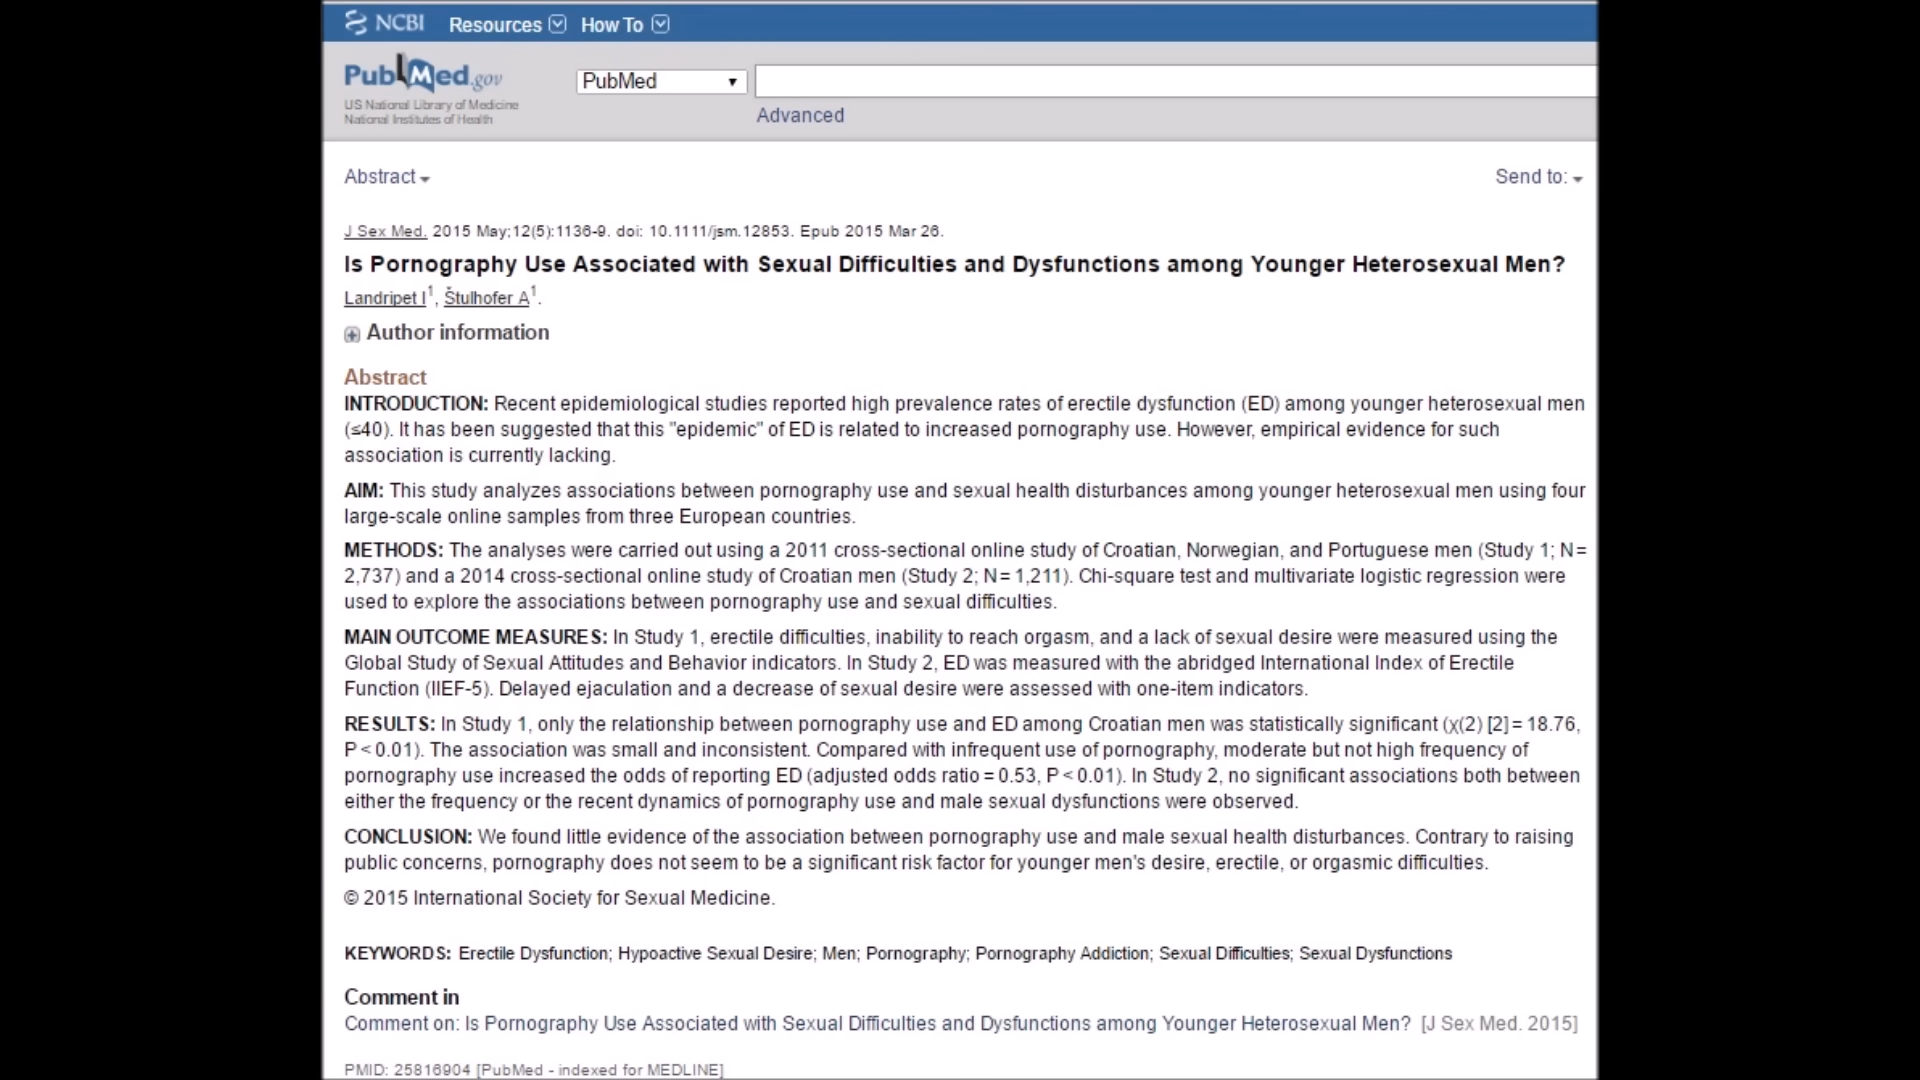 NCBI Resources How To
PubMed.gov
US National Library of Medicine
National Institutes of Health
PubMed
Advanced
Abstract
Send to:
J Sex Med. 2015 May;12(5):1136-9. doi: 10.1111/jsm.12853. Epub 2015 Mar 26.
Is Pornography Use Associated with Sexual Difficulties and Dysfunctions among Younger Heterosexual Men?
Landripet I1, Štulhofer A1.
Author information
Abstract
INTRODUCTION: Recent epidemiological studies reported high prevalence rates of erectile dysfunction (ED) among younger heterosexual men
(≤40). It has been suggested that this "epidemic" of ED is related to increased pornography use. However, empirical evidence for such
association is currently lacking.
AIM: This study analyzes associations between pornography use and sexual health disturbances among younger heterosexual men using four
large-scale online samples from three European countries.
METHODS: The analyses were carried out using a 2011 cross-sectional online study of Croatian, Norwegian, and Portuguese men (Study 1; N =
2,737) and a 2014 cross-sectional online study of Croatian men (Study 2; N = 1,211). Chi-square test and multivariate logistic regression were
used to explore the associations between pornography use and sexual difficulties.
MAIN OUTCOME MEASURES: In Study 1, erectile difficulties, inability to reach orgasm, and a lack of sexual desire were measured using the
Global Study of Sexual Attitudes and Behavior indicators. In Study 2, ED was measured with the abridged International Index of Erectile
Function (IIEF-5). Delayed ejaculation and a decrease of sexual desire were assessed with one-item indicators.
RESULTS: In Study 1, only the relationship between pornography use and ED among Croatian men was statistically significant (χ(2) [2] = 18.76,
P < 0.01). The association was small and inconsistent. Compared with infrequent use of pornography, moderate but not high frequency of
pornography use increased the odds of reporting ED (adjusted odds ratio = 0.53, P < 0.01). In Study 2, no significant associations both between
either the frequency or the recent dynamics of pornography use and male sexual dysfunctions were observed.
CONCLUSION: We found little evidence of the association between pornography use and male sexual health disturbances. Contrary to raising
public concerns, pornography does not seem to be a significant risk factor for younger men's desire, erectile, or orgasmic difficulties.
© 2015 International Society for Sexual Medicine.
KEYWORDS: Erectile Dysfunction; Hypoactive Sexual Desire; Men; Pornography; Pornography Addiction; Sexual Difficulties; Sexual Dysfunctions
Comment in
Comment on: Is Pornography Use Associated with Sexual Difficulties and Dysfunctions among Younger Heterosexual Men? [J Sex Med. 2015]
PMID: 25816904 [PubMed - indexed for MEDLINE]